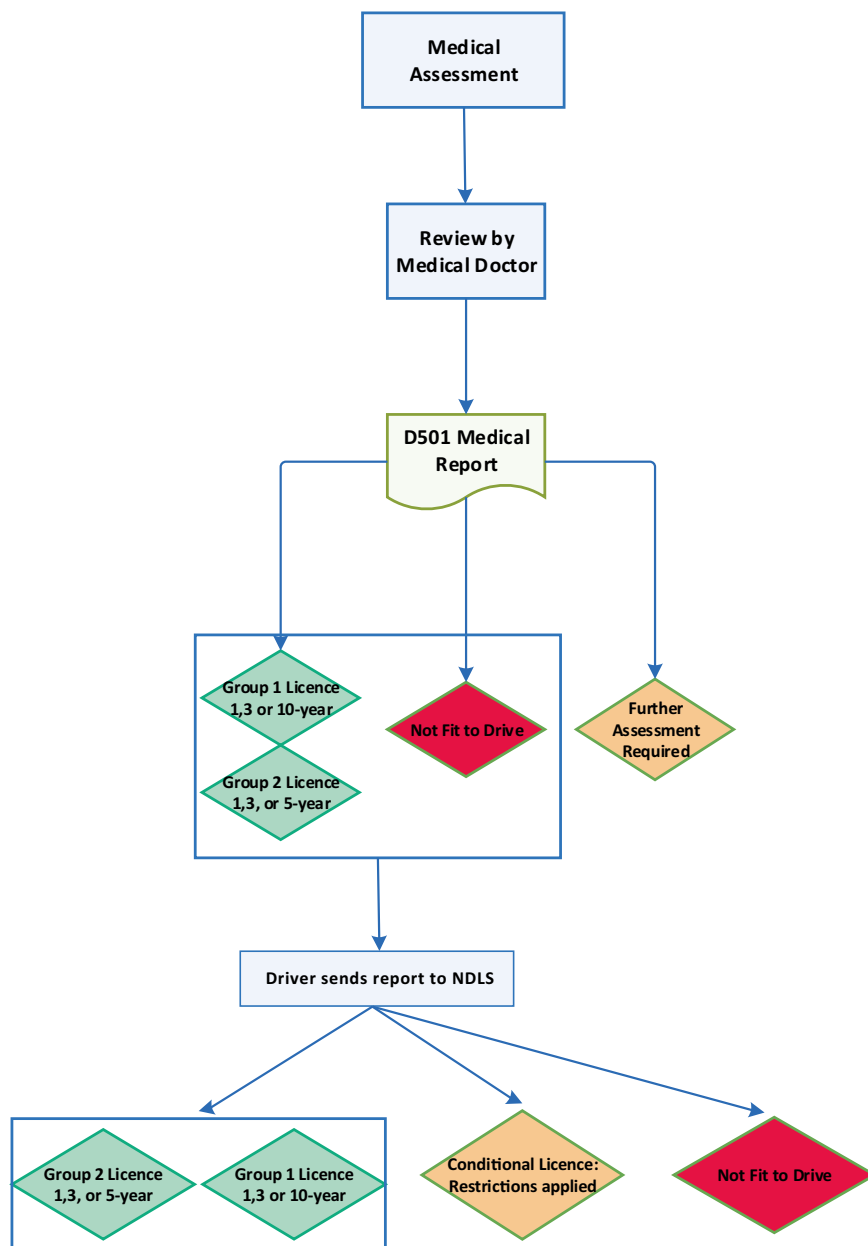 Medical
Assessment
Review by
Medical Doctor
D501 Medical
Report
Group 1 Licence
1,3 or 10-year
Group 2 Licence
1,3, or 5-year
Not Fit to Drive
Further
Assessment
Required
Driver sends report to NDLS
Group 2 Licence
1,3, or 5-year
Group 1 Licence
1,3 or 10-year
Conditional Licence:
Restrictions applied
Not Fit to Drive